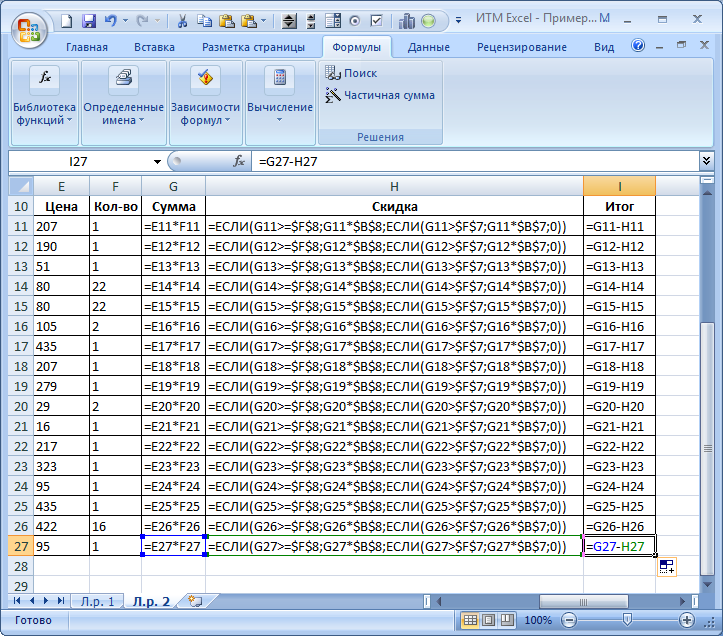 ИТМ Excel - Пример... М
Главная Вставка Разметка страницы Формулы Данные Рецензирование Вид
fx Библиотека функций
Определенные имена
Зависимости формул
Вычисление
Поиск
Частичная сумма
Решения
I27 fx =G27-H27
E F G H I
10 Цена Кол-во Сумма Скидка Итог
11 207 1 =E11*F11 =ЕСЛИ(G11>=$F$8;G11*$B$8;ЕСЛИ(G11>$F$7;G11*$B$7;0)) =G11-H11
12 190 1 =E12*F12 =ЕСЛИ(G12>=$F$8;G12*$B$8;ЕСЛИ(G12>$F$7;G12*$B$7;0)) =G12-H12
13 51 1 =E13*F13 =ЕСЛИ(G13>=$F$8;G13*$B$8;ЕСЛИ(G13>$F$7;G13*$B$7;0)) =G13-H13
14 80 22 =E14*F14 =ЕСЛИ(G14>=$F$8;G14*$B$8;ЕСЛИ(G14>$F$7;G14*$B$7;0)) =G14-H14
15 80 22 =E15*F15 =ЕСЛИ(G15>=$F$8;G15*$B$8;ЕСЛИ(G15>$F$7;G15*$B$7;0)) =G15-H15
16 105 2 =E16*F16 =ЕСЛИ(G16>=$F$8;G16*$B$8;ЕСЛИ(G16>$F$7;G16*$B$7;0)) =G16-H16
17 435 1 =E17*F17 =ЕСЛИ(G17>=$F$8;G17*$B$8;ЕСЛИ(G17>$F$7;G17*$B$7;0)) =G17-H17
18 207 1 =E18*F18 =ЕСЛИ(G18>=$F$8;G18*$B$8;ЕСЛИ(G18>$F$7;G18*$B$7;0)) =G18-H18
19 279 1 =E19*F19 =ЕСЛИ(G19>=$F$8;G19*$B$8;ЕСЛИ(G19>$F$7;G19*$B$7;0)) =G19-H19
20 29 2 =E20*F20 =ЕСЛИ(G20>=$F$8;G20*$B$8;ЕСЛИ(G20>$F$7;G20*$B$7;0)) =G20-H20
21 16 1 =E21*F21 =ЕСЛИ(G21>=$F$8;G21*$B$8;ЕСЛИ(G21>$F$7;G21*$B$7;0)) =G21-H21
22 217 1 =E22*F22 =ЕСЛИ(G22>=$F$8;G22*$B$8;ЕСЛИ(G22>$F$7;G22*$B$7;0)) =G22-H22
23 323 1 =E23*F23 =ЕСЛИ(G23>=$F$8;G23*$B$8;ЕСЛИ(G23>$F$7;G23*$B$7;0)) =G23-H23
24 95 1 =E24*F24 =ЕСЛИ(G24>=$F$8;G24*$B$8;ЕСЛИ(G24>$F$7;G24*$B$7;0)) =G24-H24
25 435 1 =E25*F25 =ЕСЛИ(G25>=$F$8;G25*$B$8;ЕСЛИ(G25>$F$7;G25*$B$7;0)) =G25-H25
26 422 16 =E26*F26 =ЕСЛИ(G26>=$F$8;G26*$B$8;ЕСЛИ(G26>$F$7;G26*$B$7;0)) =G26-H26
27 95 1 =E27*F27 =ЕСЛИ(G27>=$F$8;G27*$B$8;ЕСЛИ(G27>$F$7;G27*$B$7;0)) =G27-H27
28
29
Л.р. 1 Л.р. 2
Готово 100%